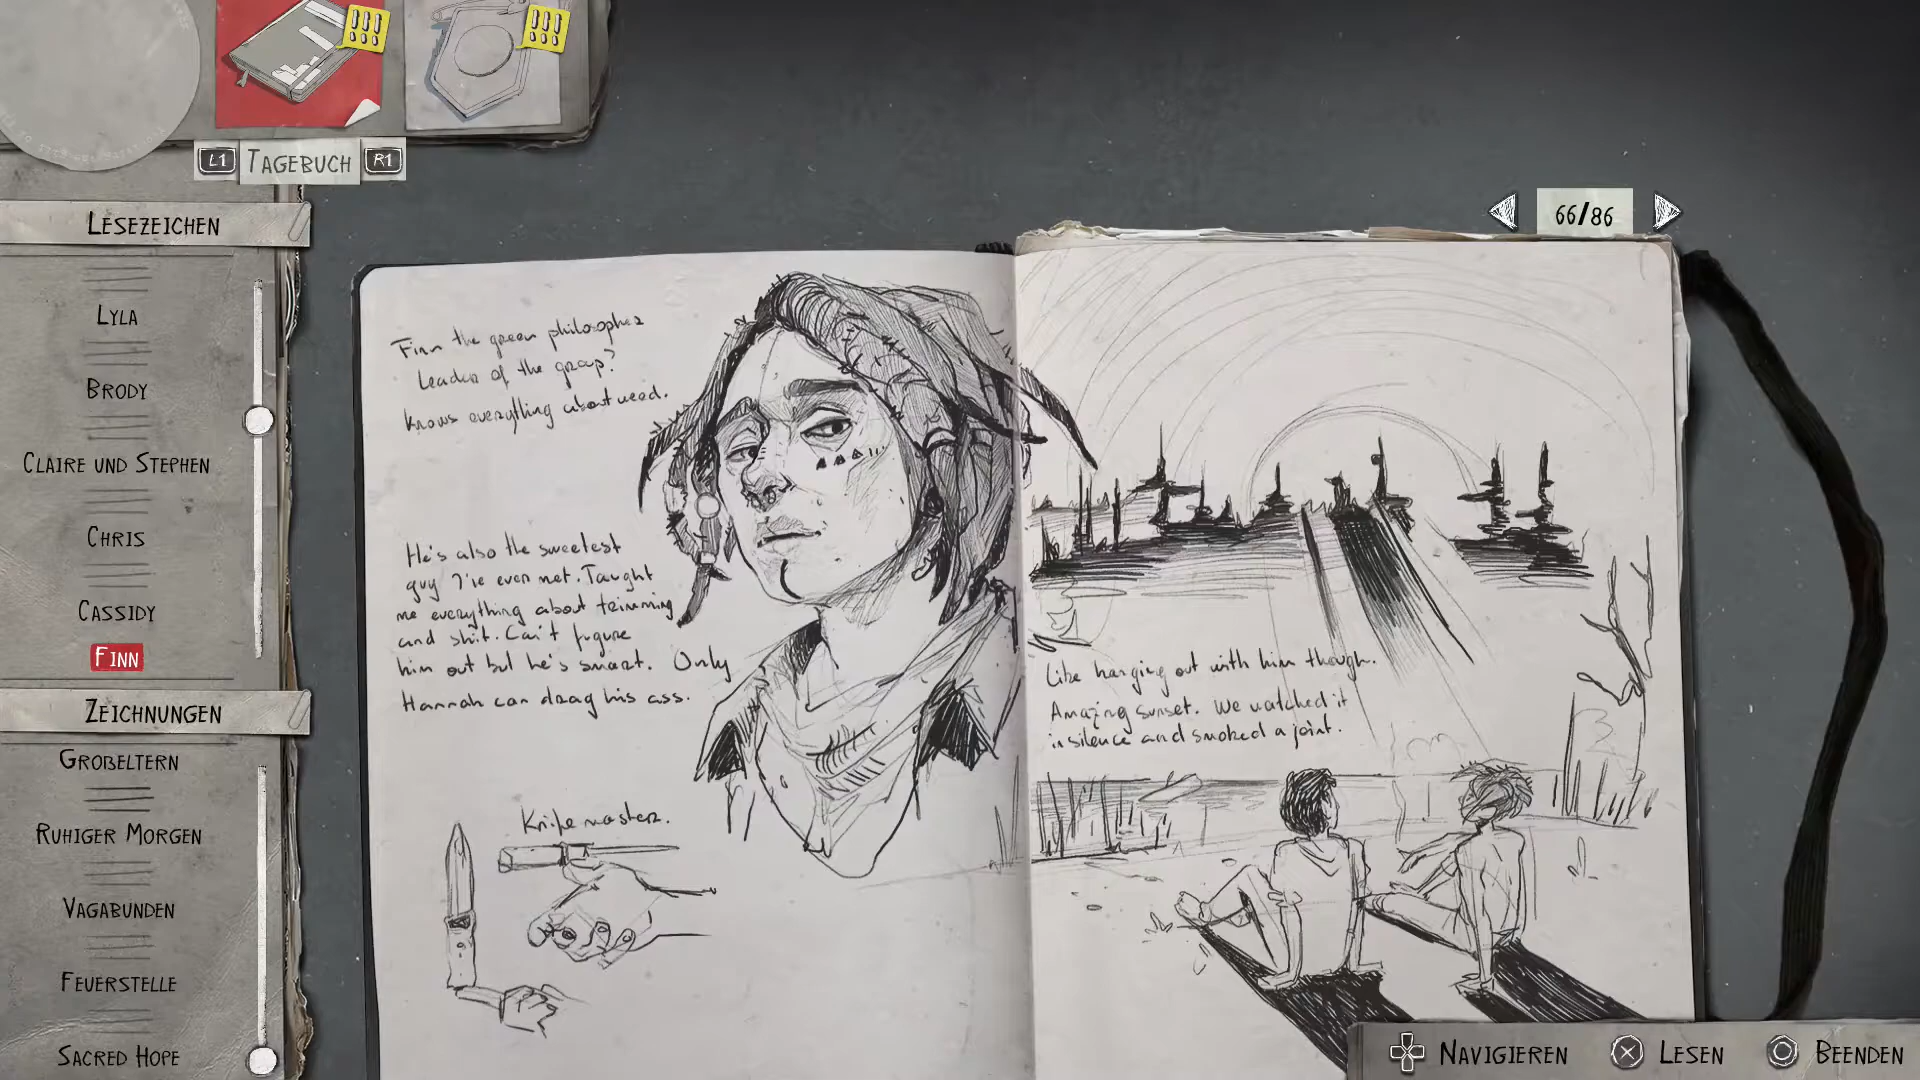 L1 TAGEBUCH R1
LESEZEICHEN
LYLA
BRODY
CLAIRE UND STEPHEN
CHRIS
CASSIDY
FINN
ZEICHNUNGEN
GROßELTERN
RUHIGER MORGEN
VAGABUNDEN
FEUERSTELLE
SACRED HOPE
66/86
Finn the green philosopher
Leader of the group?
Knows everything about weed.
He's also the sweetest
guy I've ever met. Taught
me everything about trimming
and shit. Can't figure
him out but he's smart. Only
Hannah can drag his ass.
Knife master.
Like hanging out with him though.
Amazing sunset. We watched it
in silence and smoked a joint.
NAVIGIEREN LESEN BEENDEN